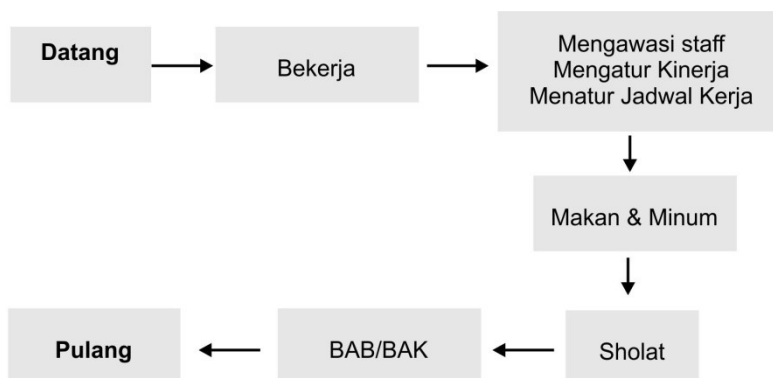 Datang
Bekerja
Mengawasi staff
Mengatur Kinerja
Menatur Jadwal Kerja
Makan & Minum
Sholat
BAB/BAK
Pulang